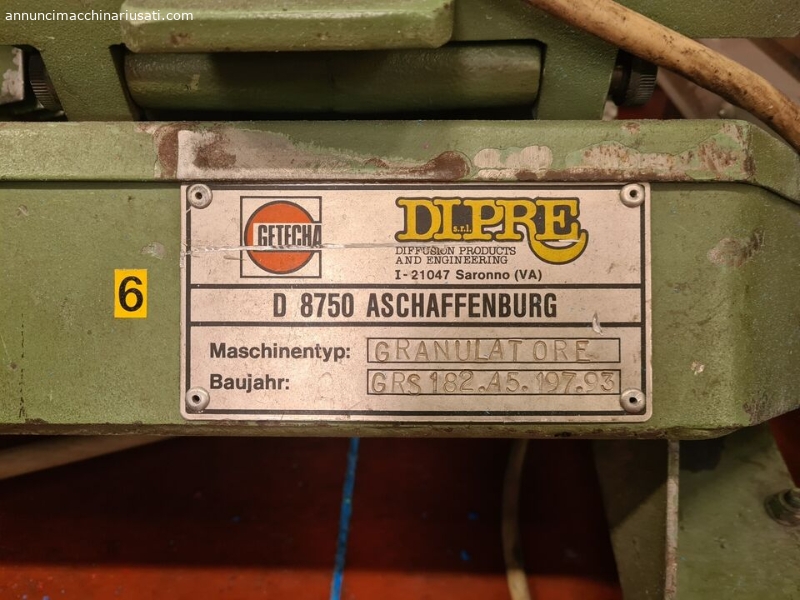 annuncimacchinariusati.com
GETECHA
DIPRE
s.r.l.
DIFFUSION PRODUCTS
AND ENGINEERING
I-21047 Saronno (VA)
D 8750 ASCHAFFENBURG
6
Maschinentyp: GRANULATORE
Baujahr: GRS 182.A5.197.93